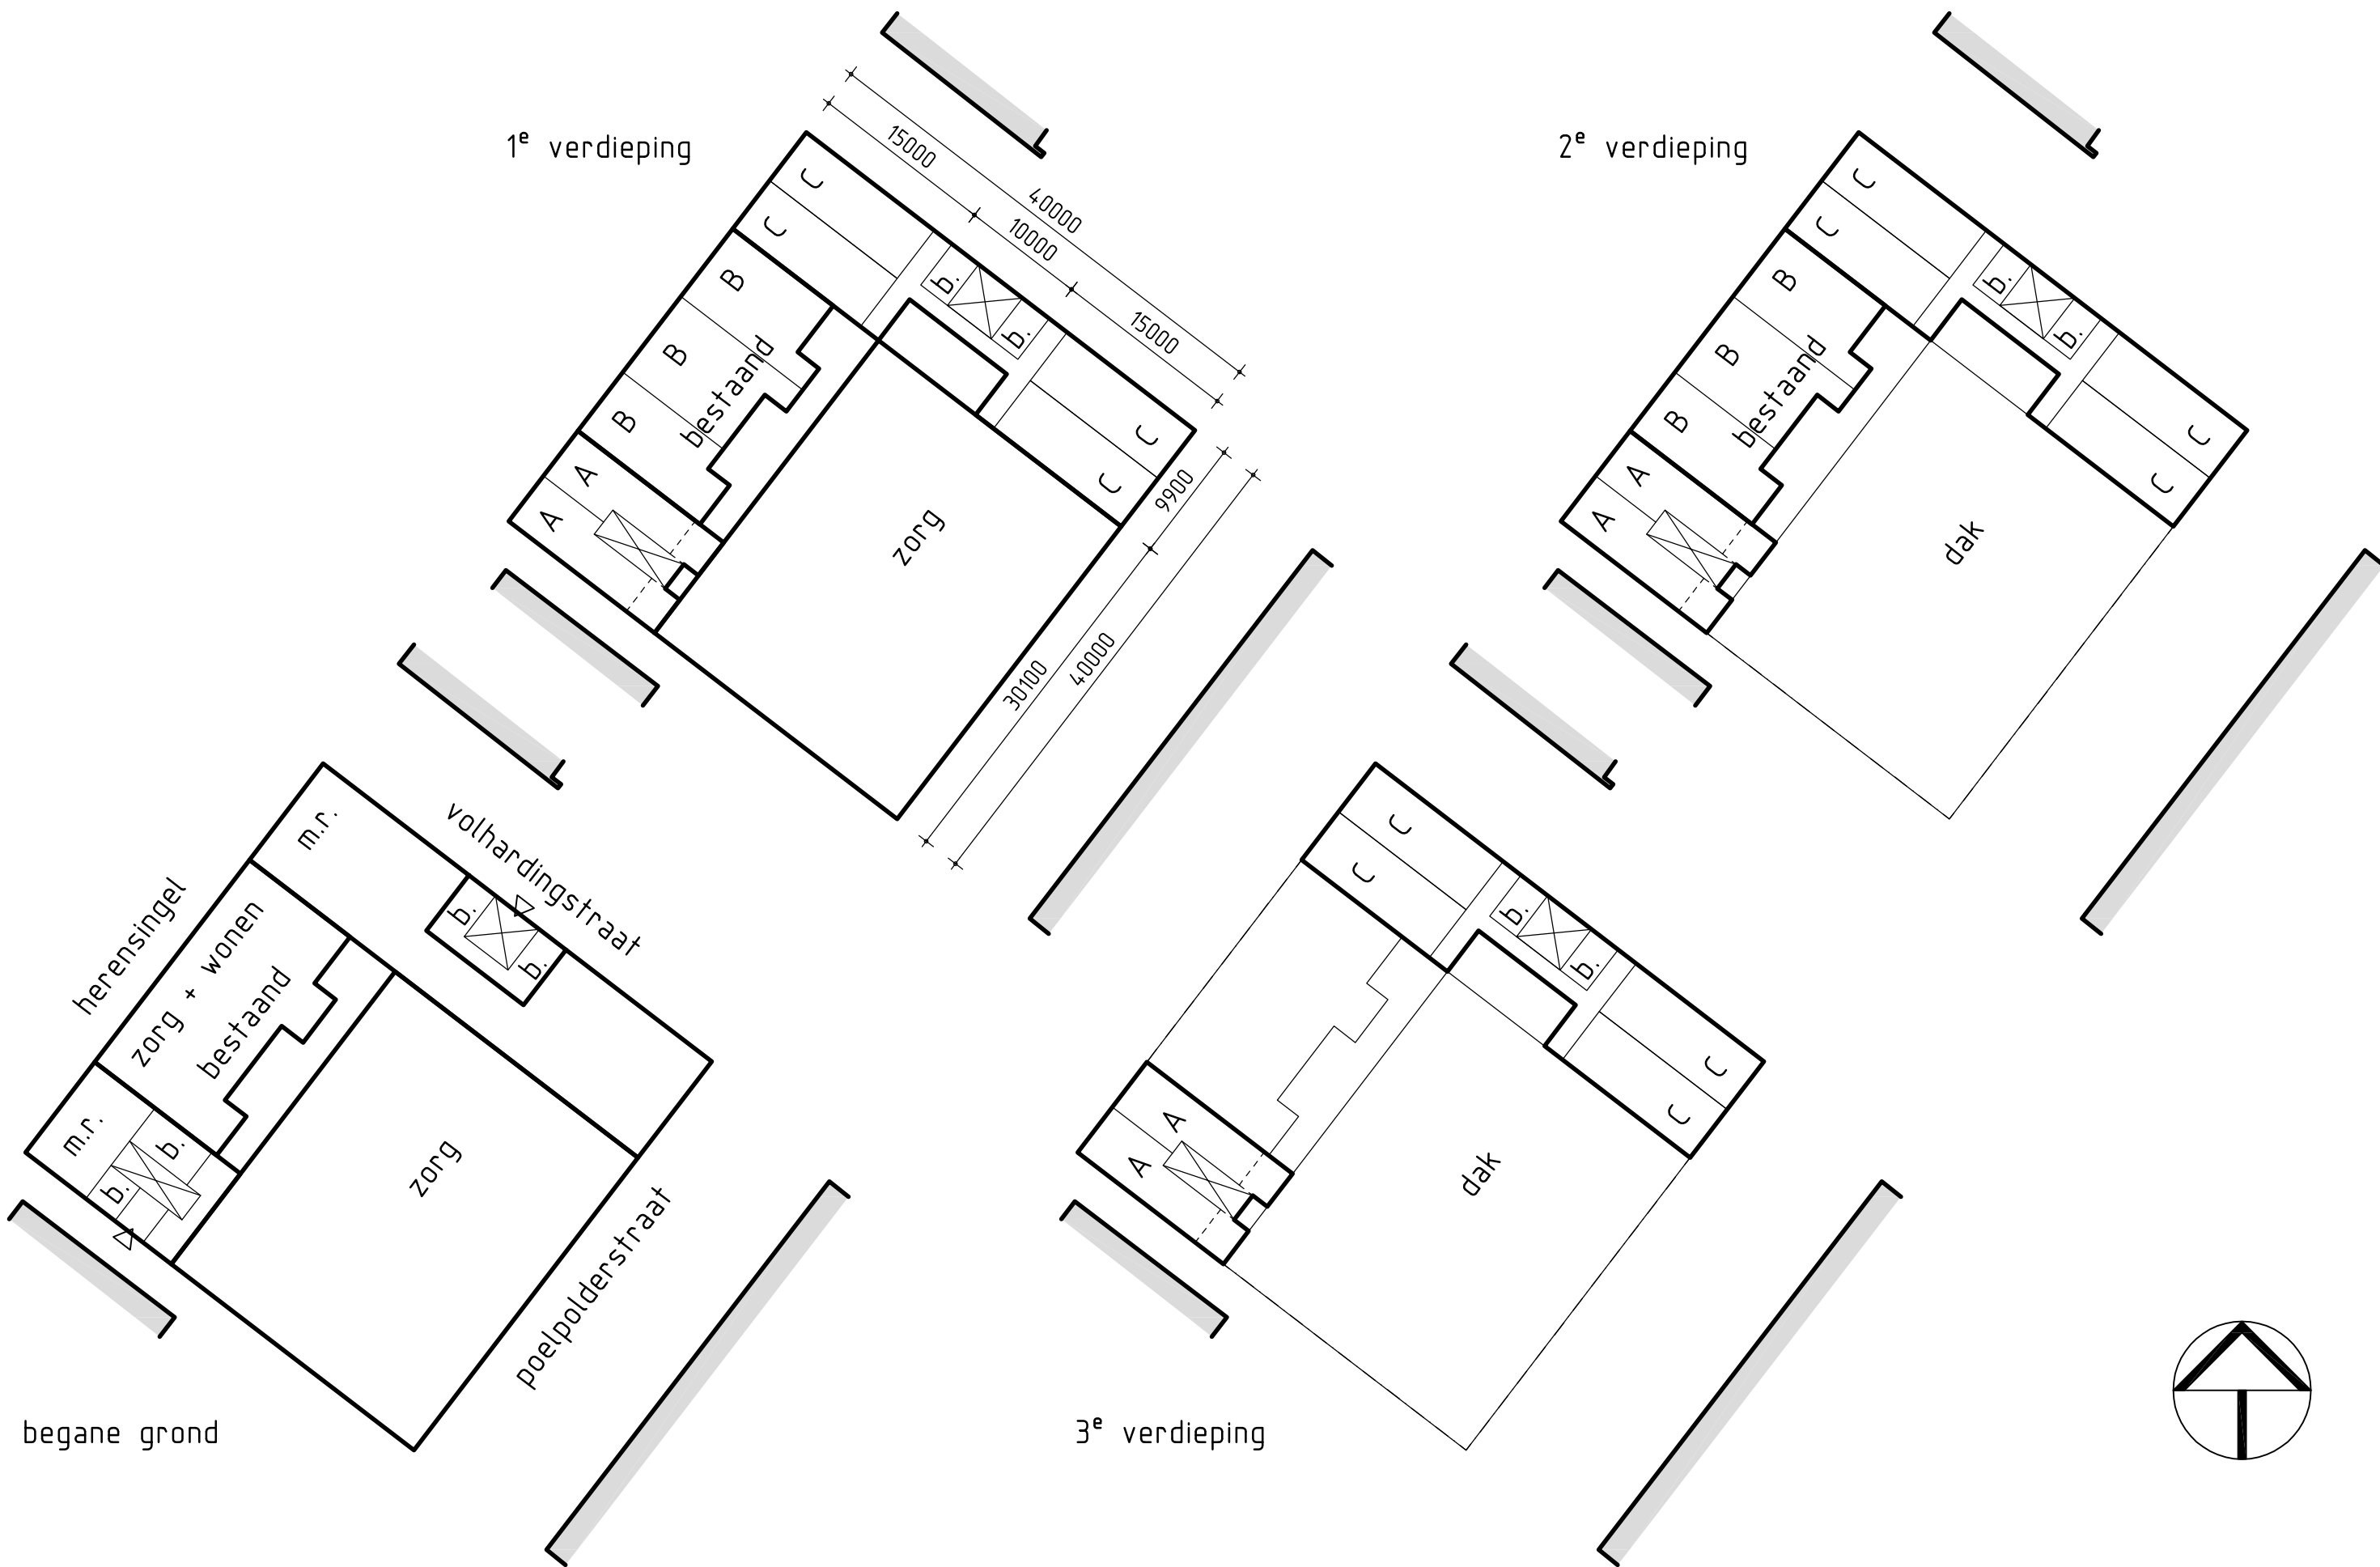 1e verdieping
15000
40000
10000
15000
C
C
b.
b.
B
B
B
bestaand
A
A
C
C
zorg
9900
30100
40000
2e verdieping
C
C
b.
b.
B
B
B
bestaand
A
A
C
C
dak
m.r.
volhardingstraat
herensingel
zorg + wonen
bestaand
b.
b.
m.r.
b.
b.
zorg
poelpolderstraat
begane grond
C
C
b.
b.
C
C
A
A
dak
3e verdieping